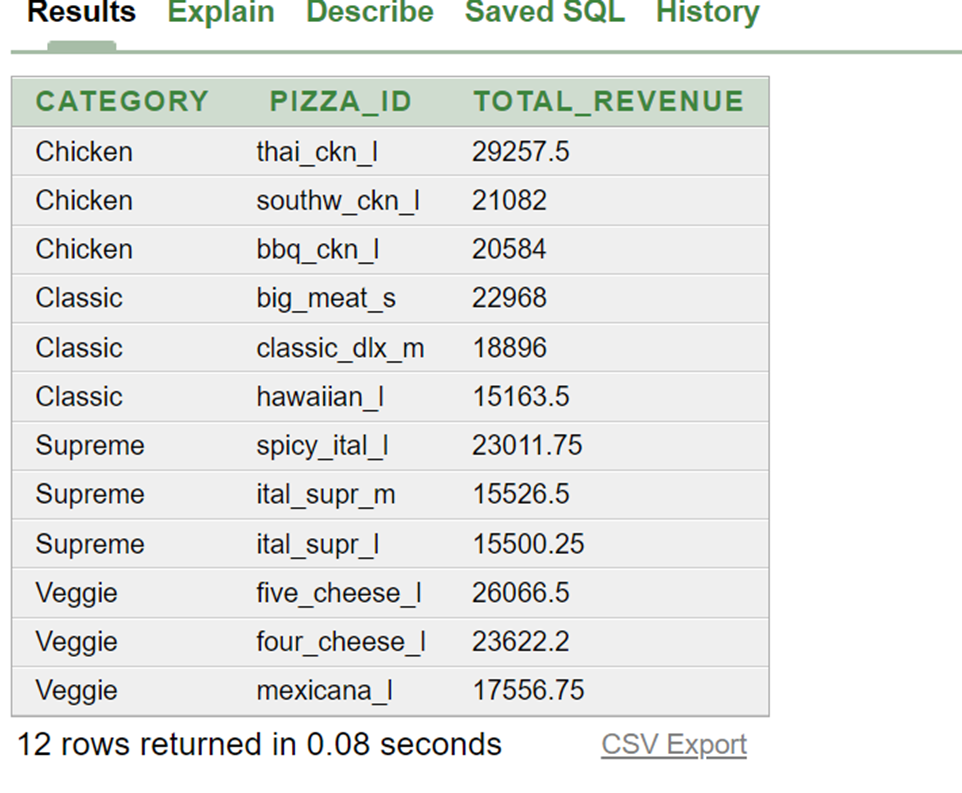 Results Explain Describe Saved SQL History
CATEGORY PIZZA_ID TOTAL_REVENUE
Chicken thai_ckn_l 29257.5
Chicken southw_ckn_l 21082
Chicken bbq_ckn_l 20584
Classic big_meat_s 22968
Classic classic_dlx_m 18896
Classic hawaiian_l 15163.5
Supreme spicy_ital_l 23011.75
Supreme ital_supr_m 15526.5
Supreme ital_supr_l 15500.25
Veggie five_cheese_l 26066.5
Veggie four_cheese_l 23622.2
Veggie mexicana_l 17556.75
12 rows returned in 0.08 seconds CSV Export